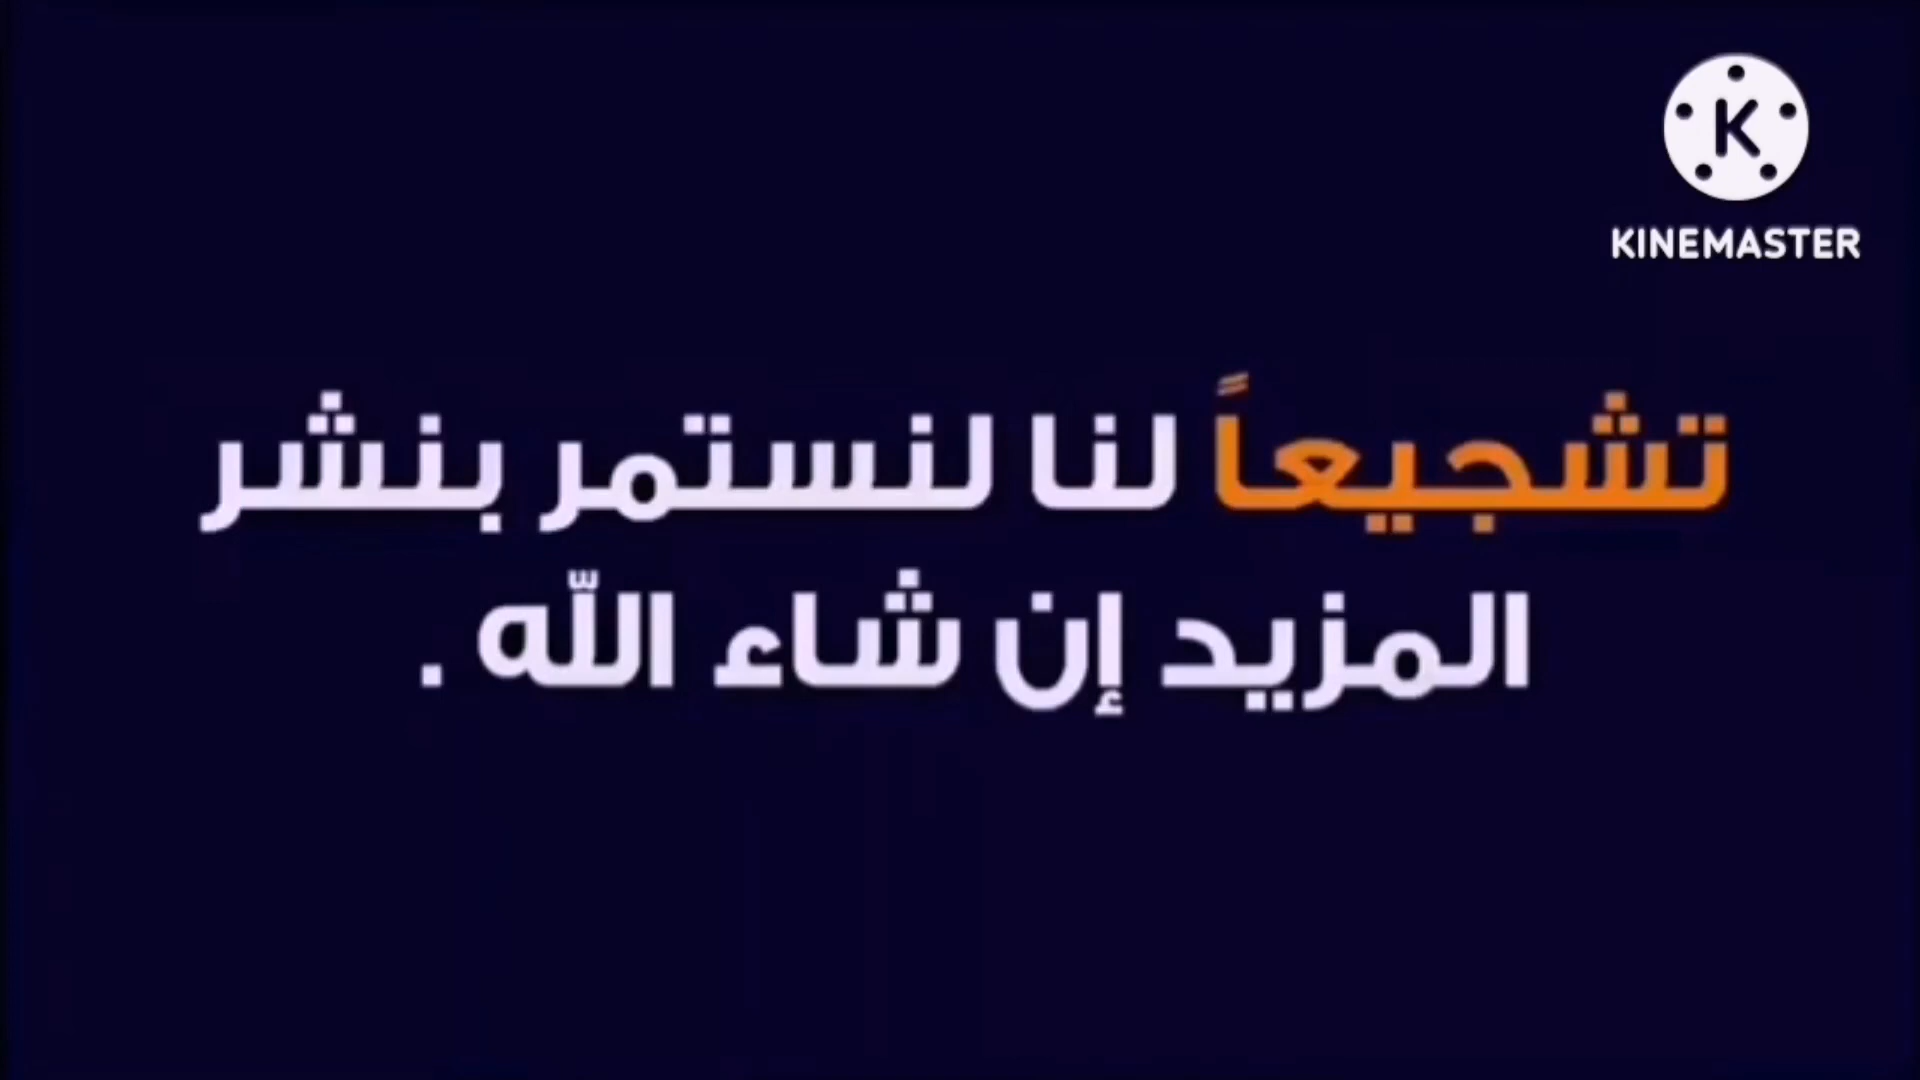 K
KINEMASTER
تشجيعاً لنا لنستمر بنشر
المزيد إن شاء اللّه .